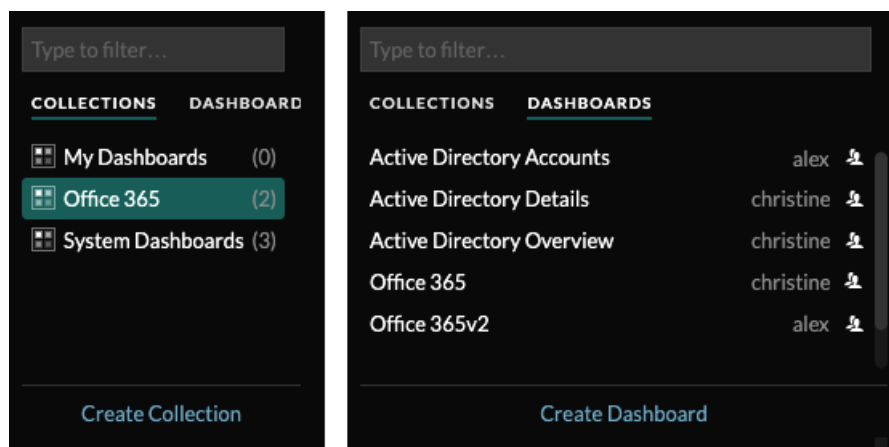 Type to filter...
COLLECTIONS DASHBOARD
My Dashboards (0)
Office 365 (2)
System Dashboards (3)
Create Collection
Type to filter...
COLLECTIONS DASHBOARDS
Active Directory Accounts alex
Active Directory Details christine
Active Directory Overview christine
Office 365 christine
Office 365v2 alex
Create Dashboard